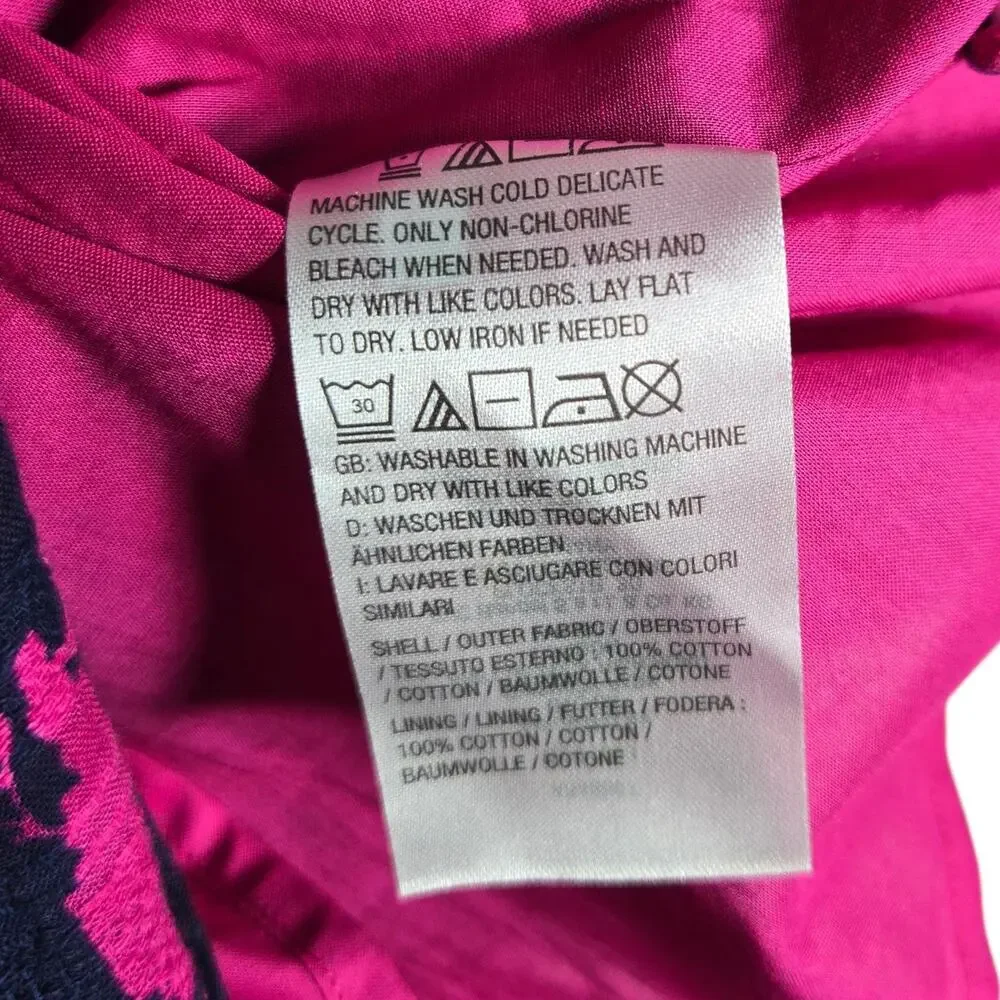 MACHINE WASH COLD DELICATE
CYCLE. ONLY NON-CHLORINE
BLEACH WHEN NEEDED. WASH AND
DRY WITH LIKE COLORS. LAY FLAT
TO DRY. LOW IRON IF NEEDED
30
GB: WASHABLE IN WASHING MACHINE
AND DRY WITH LIKE COLORS
D: WASCHEN UND TROCKNEN MIT
ÄHNLICHEN FARBEN
I: LAVARE E ASCIUGARE CON COLORI
SIMILARI
SHELL / OUTER FABRIC / OBERSTOFF
/ TESSUTO ESTERNO : 100% COTTON
/ COTTON / BAUMWOLLE / COTONE
LINING / LINING / FUTTER / FODERA :
100% COTTON / COTTON /
BAUMWOLLE / COTONE